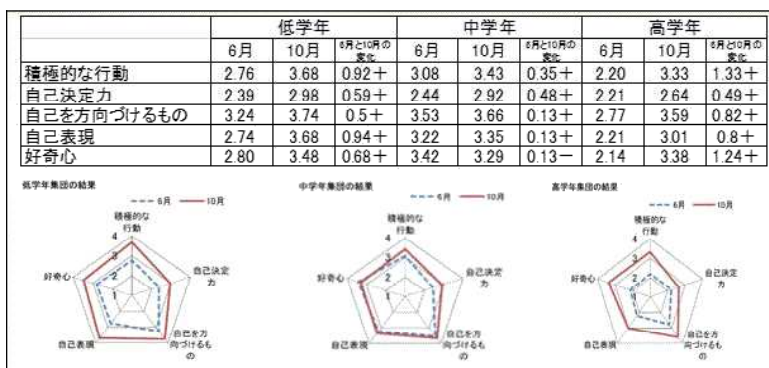 低学年 中学年 高学年
6月 10月 6月と10月の変化 6月 10月 6月と10月の変化 6月 10月 6月と10月の変化
積極的な行動 2.76 3.68 0.92+ 3.08 3.43 0.35+ 2.20 3.33 1.33+
自己決定力 2.39 2.98 0.59+ 2.44 2.92 0.48+ 2.21 2.64 0.49+
自己を方向づけるもの 3.24 3.74 0.5+ 3.53 3.66 0.13+ 2.77 3.59 0.82+
自己表現 2.74 3.68 0.94+ 3.22 3.35 0.13+ 2.21 3.01 0.8+
好奇心 2.80 3.48 0.68+ 3.42 3.29 0.13− 2.14 3.38 1.24+
低学年集団の結果
6月 10月
積極的な
行動
4
3
2
1
自己決定
力
自己を方
向づけるも
の
自己表現
好奇心
中学年集団の結果
6月 10月
積極的な
行動
4
3
2
1
自己決定
力
自己を方
向づけるも
の
自己表現
好奇心
高学年集団の結果
6月 10月
積極的な
行動
4
3
2
1
自己決定
力
自己を方
向づけるも
の
自己表現
好奇心